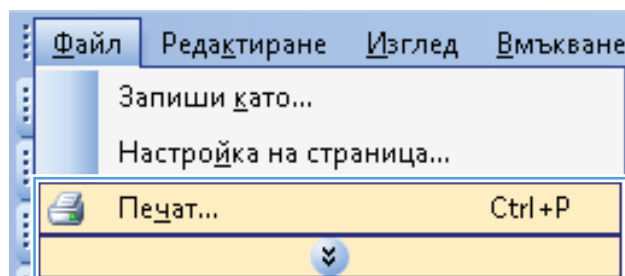 Файл Редактиране Изглед Вмъкване
Запиши като...
Настройка на страница...
Печат... Ctrl+P